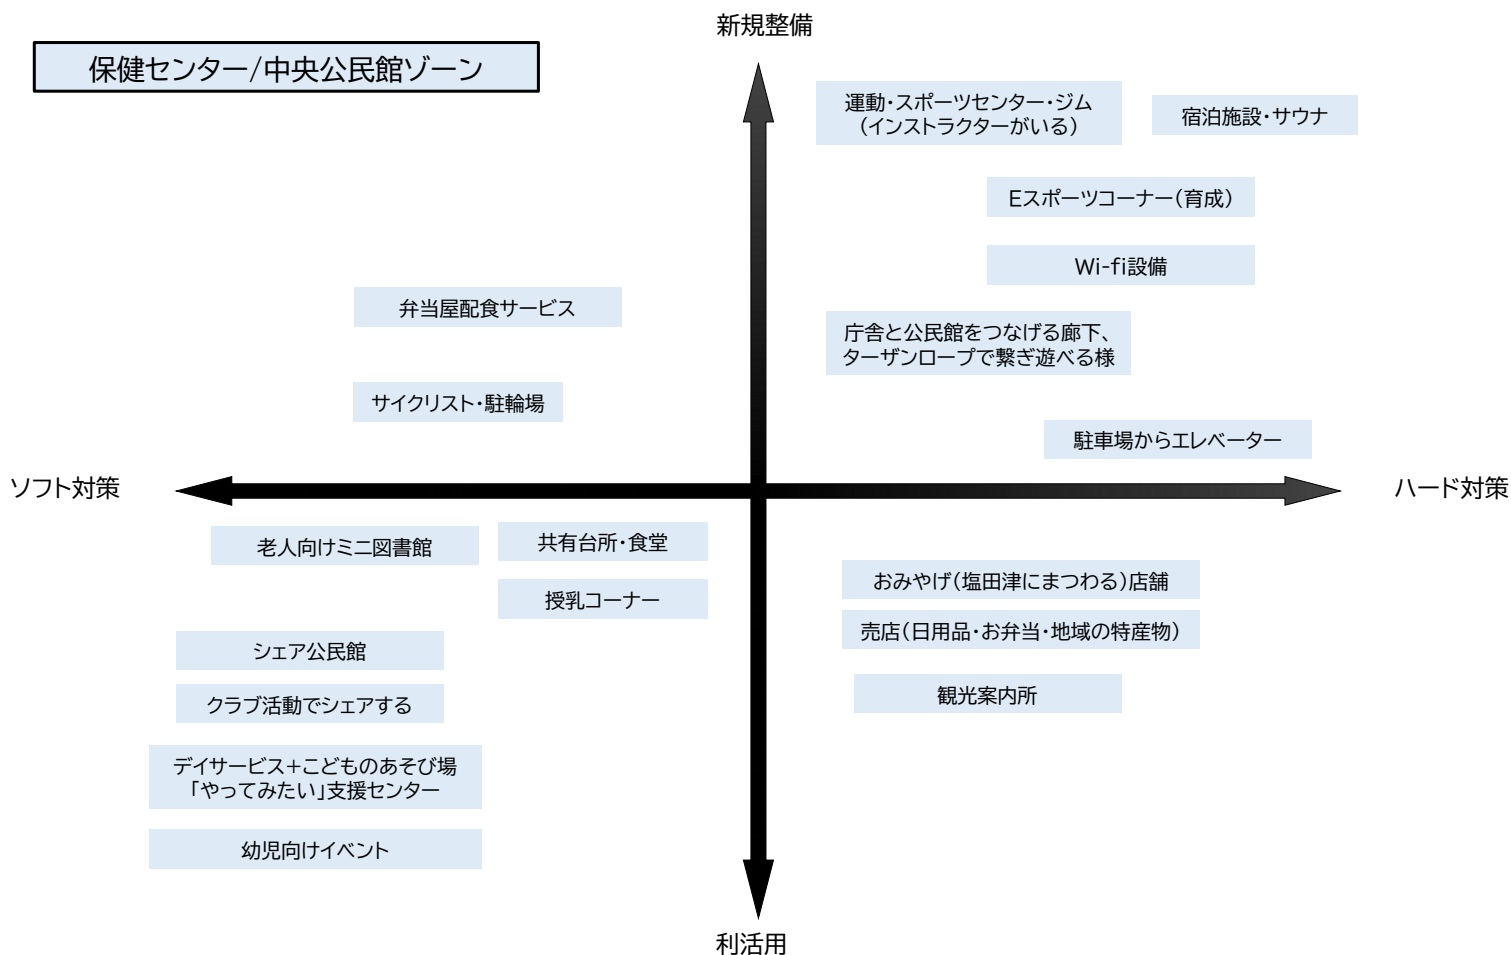 新規整備
保健センター/中央公民館ゾーン
運動・スポーツセンター・ジム
（インストラクターがいる）
宿泊施設・サウナ
Eスポーツコーナー（育成）
Wi-fi設備
弁当屋配食サービス
庁舎と公民館をつなげる廊下、
ターザンロープで繋ぎ遊べる様
サイクリスト・駐輪場
駐車場からエレベーター
ソフト対策
ハード対策
老人向けミニ図書館
共有台所・食堂
おみやげ（塩田津にまつわる）店舗
授乳コーナー
売店（日用品・お弁当・地域の特産物）
シェア公民館
クラブ活動でシェアする
観光案内所
デイサービス＋こどものあそび場
「やってみたい」支援センター
幼児向けイベント
利活用